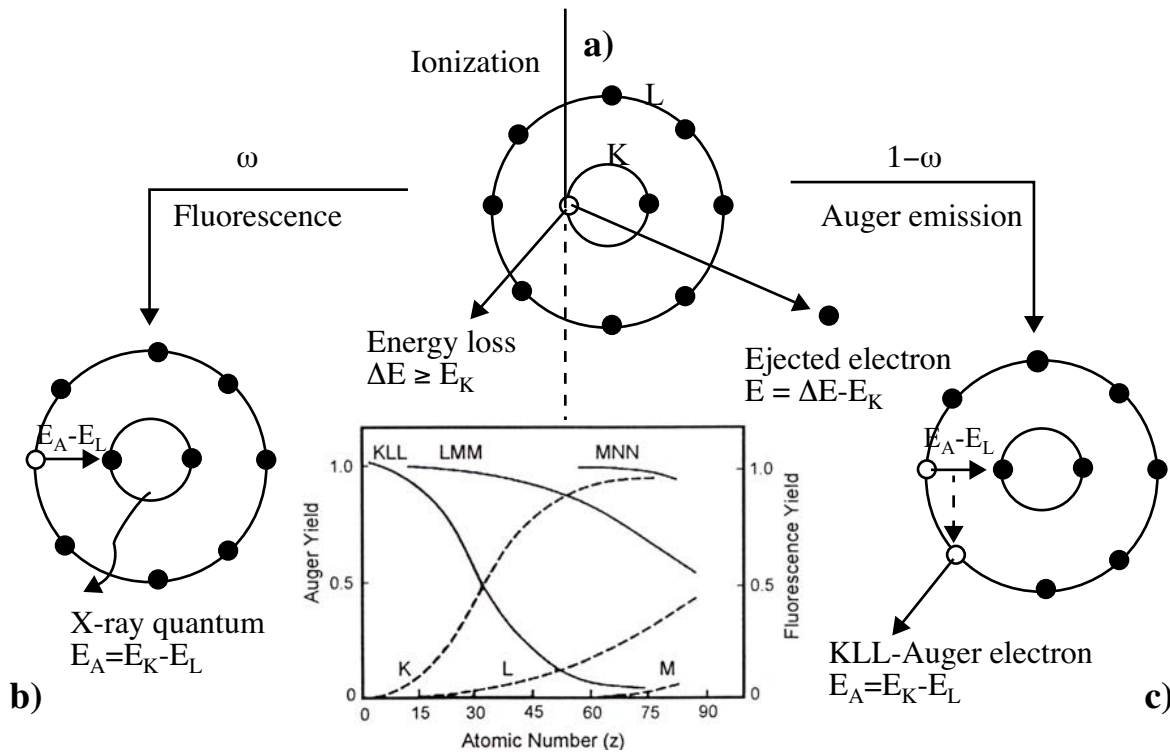 a)
Ionization
L
K
ω
Fluorescence
1−ω
Auger emission
Energy loss
ΔE ≥ E_K
Ejected electron
E = ΔE-E_K
E_A-E_L
X-ray quantum
E_A=E_K-E_L
b)
KLL
LMM
MNN
1.0
0.5
0
Auger Yield
1.0
0.5
0
Fluorescence Yield
K
L
M
0
15
30
45
60
75
90
Atomic Number (z)
E_A-E_L
KLL-Auger electron
E_A=E_K-E_L
c)